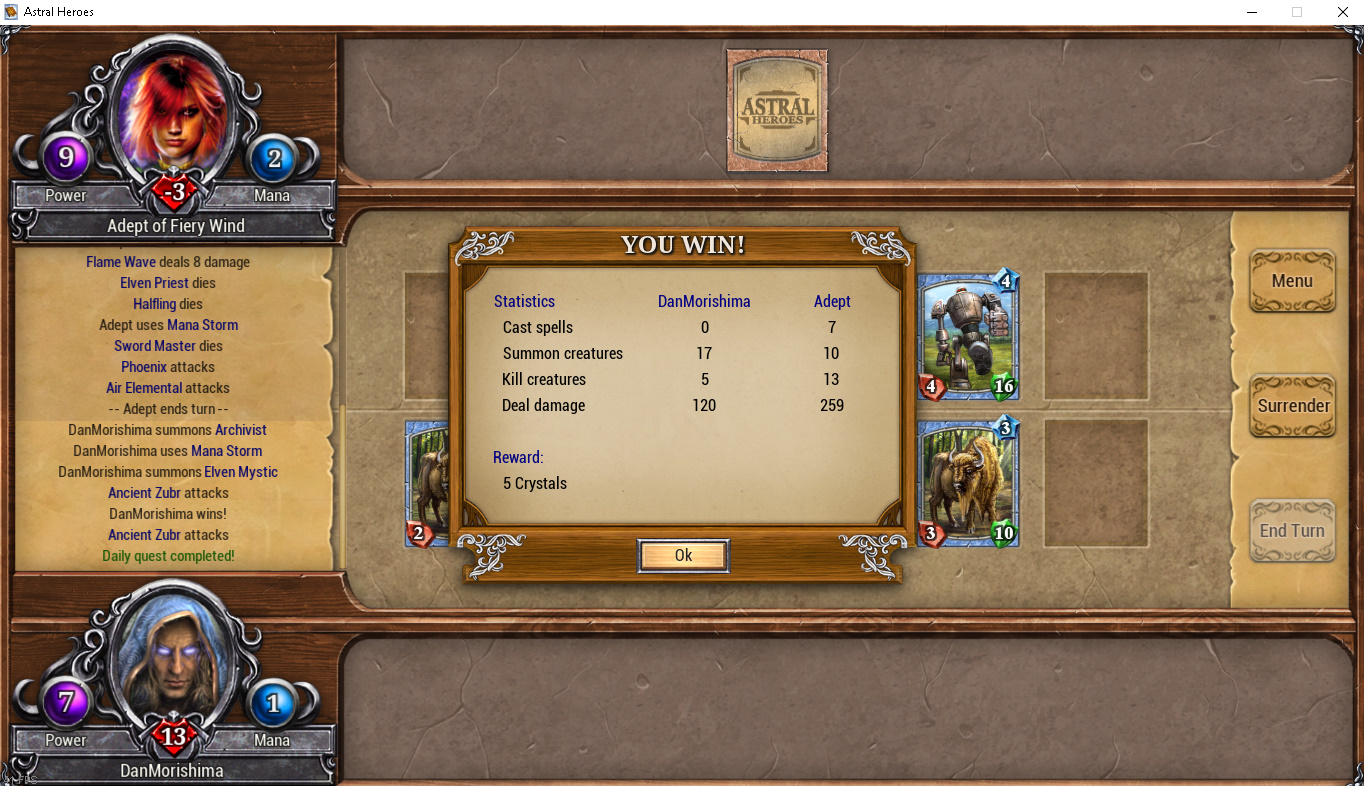 Astral Heroes
9
2
Power
-3
Mana
Adept of Fiery Wind
ASTRAL
HEROES
Flame Wave deals 8 damage
Elven Priest dies
Halfling dies
Adept uses Mana Storm
Sword Master dies
Phoenix attacks
Air Elemental attacks
-- Adept ends turn --
DanMorishima summons Archivist
DanMorishima uses Mana Storm
DanMorishima summons Elven Mystic
Ancient Zubr attacks
DanMorishima wins!
Ancient Zubr attacks
Daily quest completed!
YOU WIN!
Statistics DanMorishima Adept
Cast spells 0 7
Summon creatures 17 10
Kill creatures 5 13
Deal damage 120 259
Reward:
5 Crystals
Ok
4
4
16
2
3
3
10
Menu
Surrender
End Turn
7
1
Power
13
Mana
DanMorishima